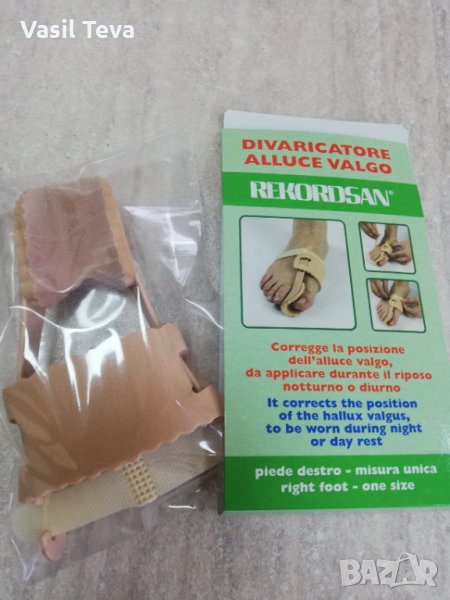 Vasil Teva
DIVARICATORE
ALLUCE VALGO
REKORDSAN®
Corregge la posizione
dell'alluce valgo,
da applicare durante il riposo
notturno o diurno
It corrects the position
of the hallux valgus,
to be worn during night
or day rest
piede destro - misura unica
right foot - one size
BAZAR